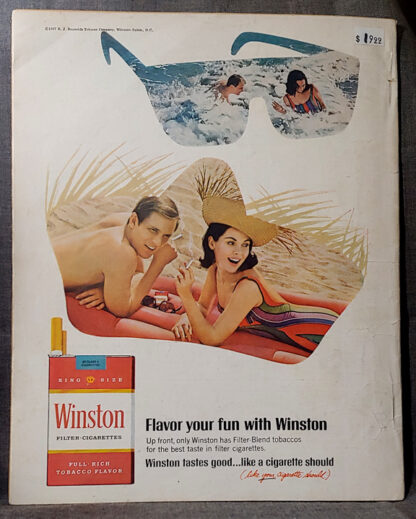 ©1967 R. J. Reynolds Tobacco Company, Winston-Salem, N.C.
$ 1922
KING SIZE
Winston
FILTER-CIGARETTES
FULL RICH
TOBACCO FLAVOR
Flavor your fun with Winston
Up front, only Winston has Filter-Blend tobaccos
for the best taste in filter cigarettes.
Winston tastes good...like a cigarette should
(like your cigarette should)